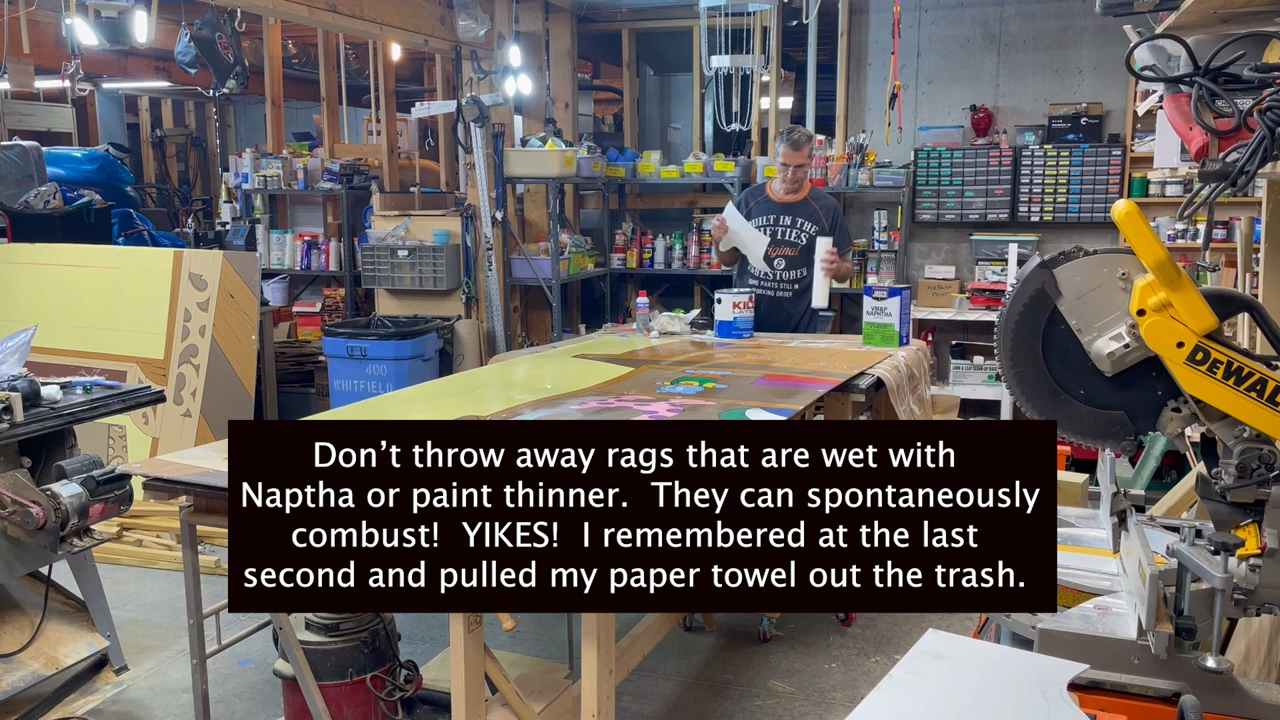 BUILT IN THE
FIFTIES
Original
& UNRESTORED
SOME PARTS STILL IN
WORKING ORDER
KILZ
JASCO
VM&P
NAPHTHA
400
WHITFIELD
DEWALT
Don’t throw away rags that are wet with
Naptha or paint thinner.  They can spontaneously
combust!  YIKES!  I remembered at the last
second and pulled my paper towel out the trash.